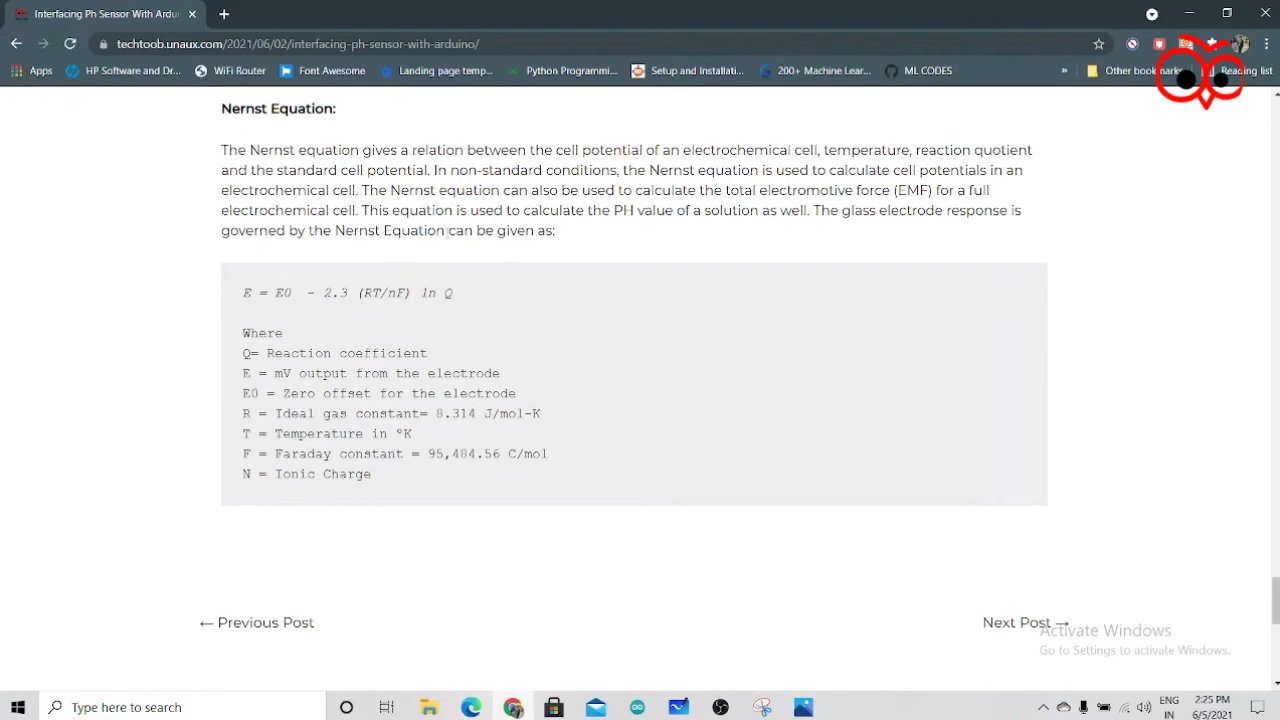 Interfacing Ph Sensor With Ardui
techtoob.unaux.com/2021/06/02/interfacing-ph-sensor-with-arduino/
Apps HP Software and Dr... WiFi Router Font Awesome Landing page temp... Python Programmi... Setup and Installati... 200+ Machine Lear... ML CODES » Other bookmarks Reading list
Nernst Equation:
The Nernst equation gives a relation between the cell potential of an electrochemical cell, temperature, reaction quotient
and the standard cell potential. In non-standard conditions, the Nernst equation is used to calculate cell potentials in an
electrochemical cell. The Nernst equation can also be used to calculate the total electromotive force (EMF) for a full
electrochemical cell. This equation is used to calculate the PH value of a solution as well. The glass electrode response is
governed by the Nernst Equation can be given as:
E = E0 - 2.3 (RT/nF) ln Q
Where
Q= Reaction coefficient
E = mV output from the electrode
E0 = Zero offset for the electrode
R = Ideal gas constant= 8.314 J/mol-K
T = Temperature in °K
F = Faraday constant = 95,484.56 C/mol
N = Ionic Charge
← Previous Post
Next Post →
Activate Windows
Go to Settings to activate Windows.
Type here to search
ENG
IN
2:25 PM
6/5/2021